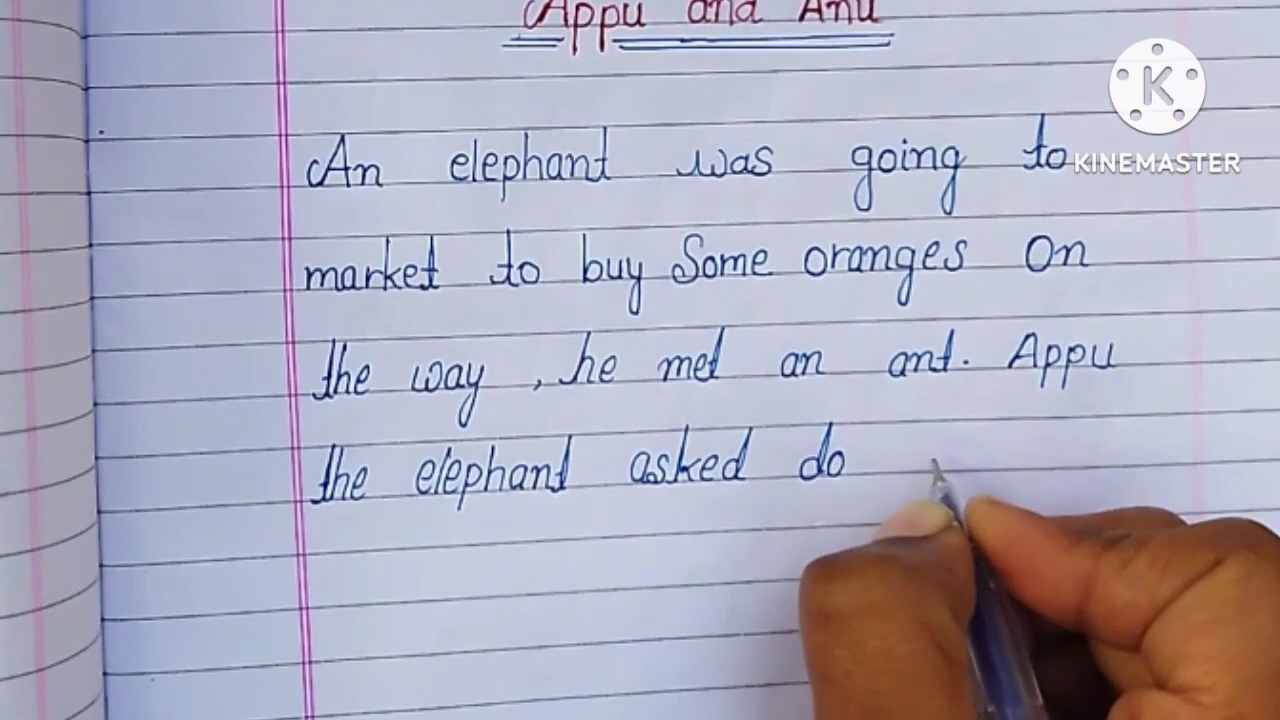 Appu and Anu
An elephant was going to
KINEMASTER
market to buy Some oranges On
the way , he met an ant. Appu
the elephant asked do